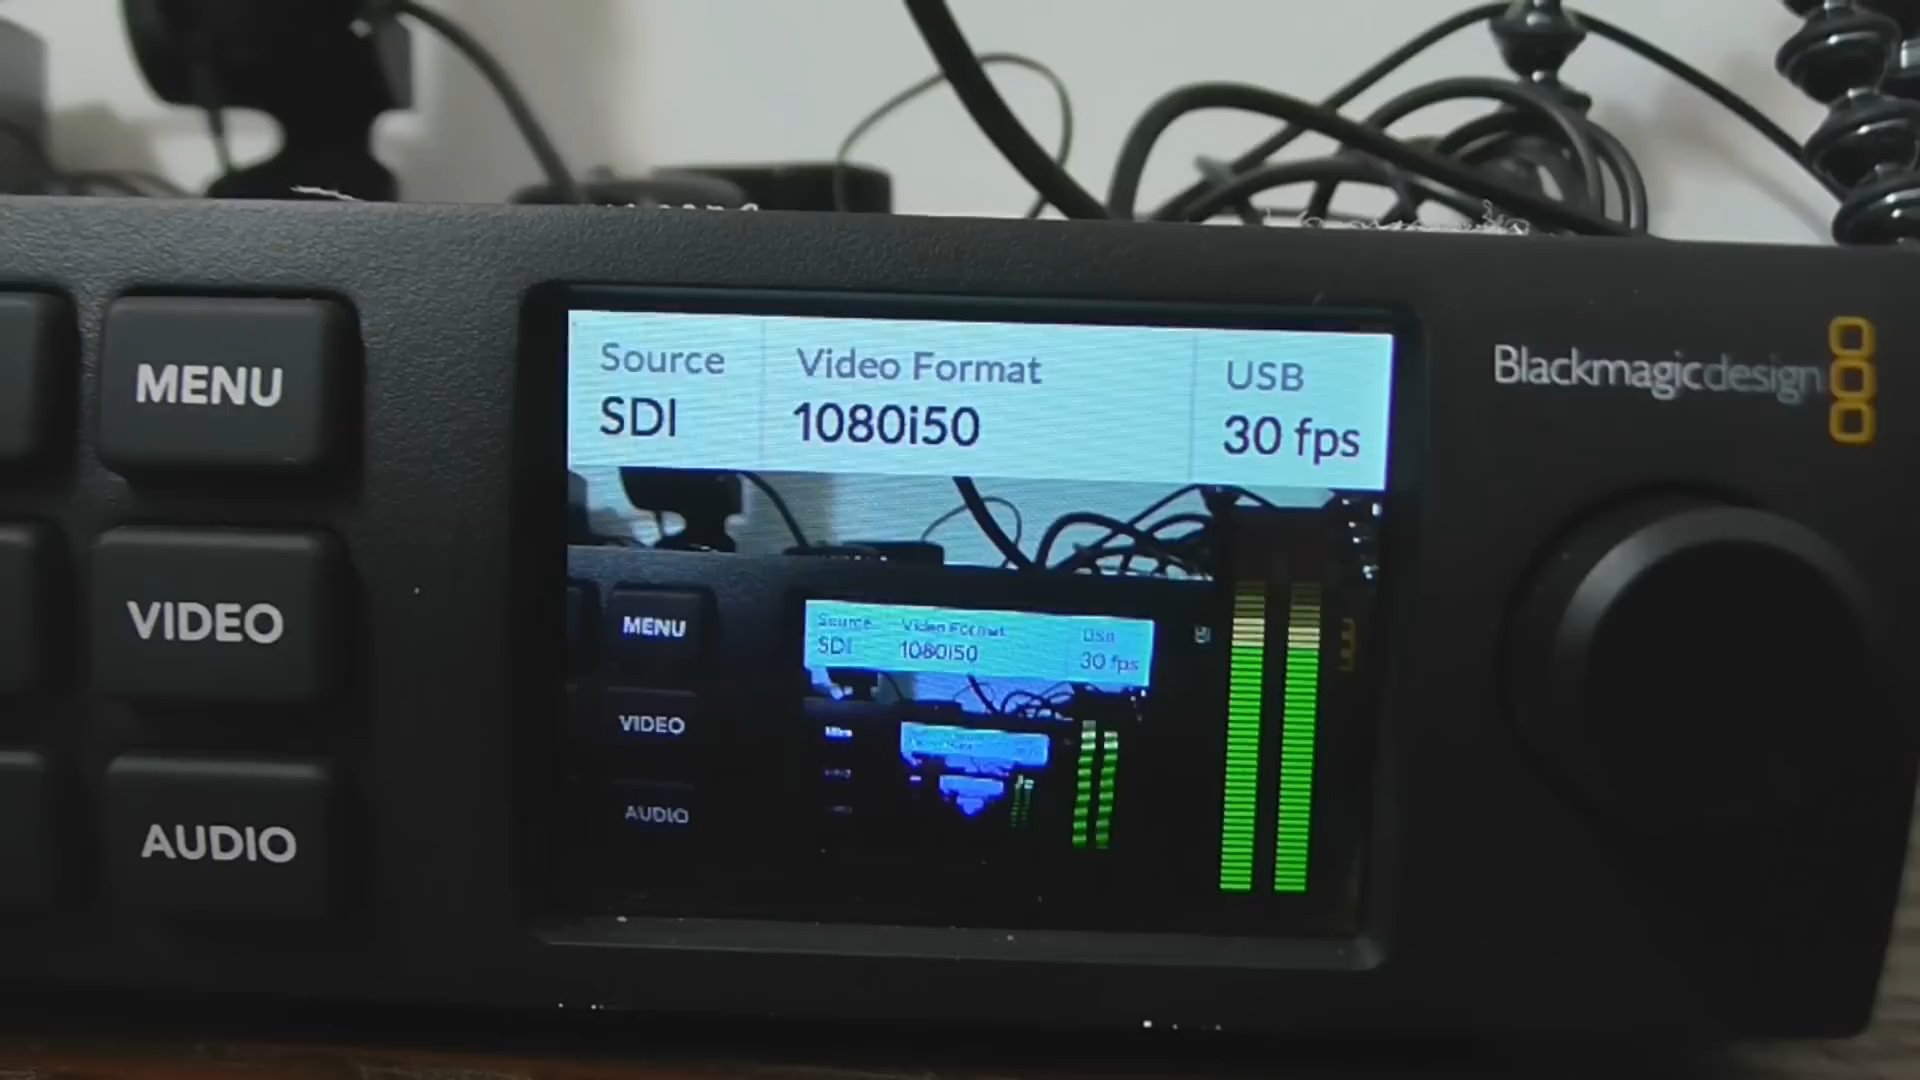 MENU
VIDEO
AUDIO
Source
SDI
Video Format
1080i50
USB
30 fps
MENU
VIDEO
AUDIO
Source
SDI
Video Format
1080i50
USB
30 fps
Blackmagicdesign